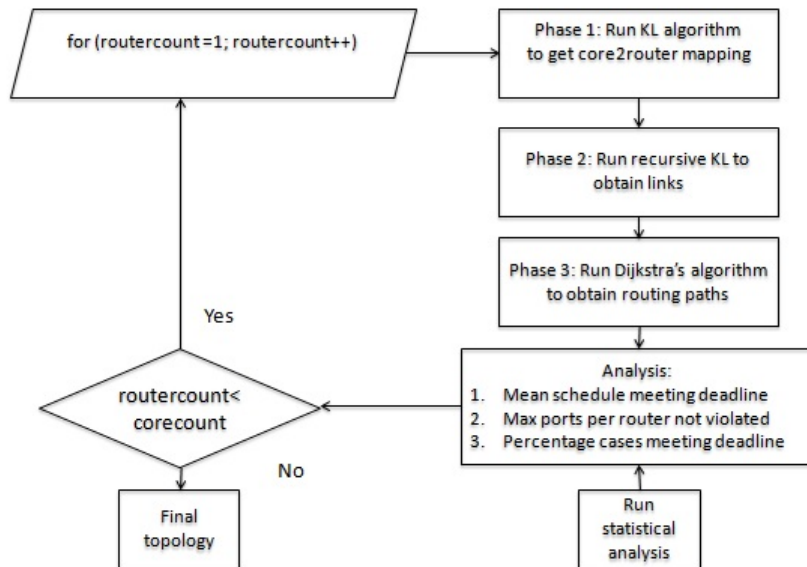 for (routercount =1; routercount++)
Phase 1: Run KL algorithm
to get core2router mapping
Phase 2: Run recursive KL to
obtain links
Phase 3: Run Dijkstra's algorithm
to obtain routing paths
Analysis:
1. Mean schedule meeting deadline
2. Max ports per router not violated
3. Percentage cases meeting deadline
Run
statistical
analysis
routercount<
corecount
Yes
No
Final
topology